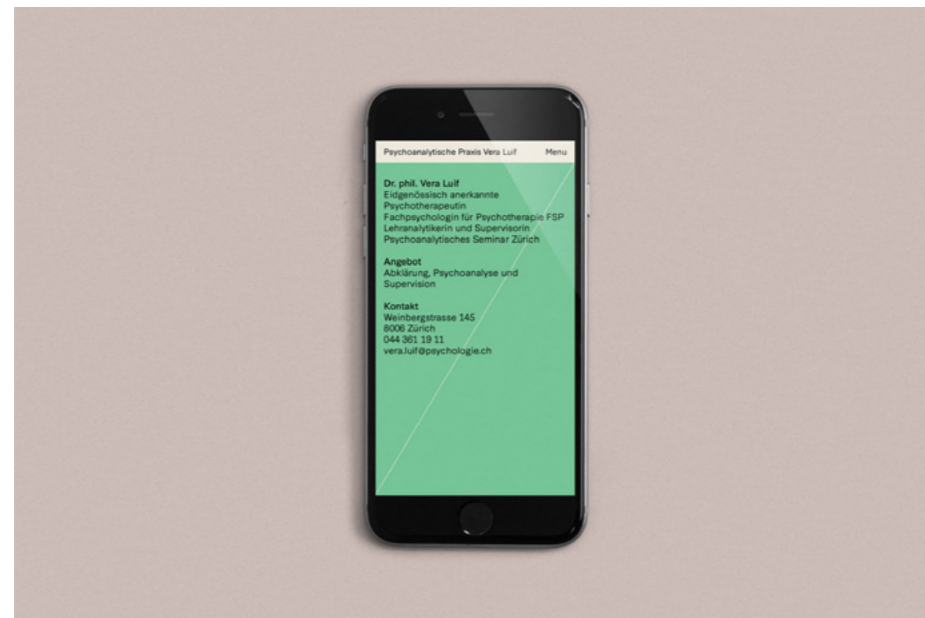 Psychoanalytische Praxis Vera Luif Menu
Dr. phil. Vera Luif
Eidgenössisch anerkannte
Psychotherapeutin
Fachpsychologin für Psychotherapie FSP
Lehranalytikerin und Supervisorin
Psychoanalytisches Seminar Zürich
Angebot
Abklärung, Psychoanalyse und
Supervision
Kontakt
Weinbergstrasse 145
8006 Zürich
044 361 19 11
vera.luif@psychologie.ch